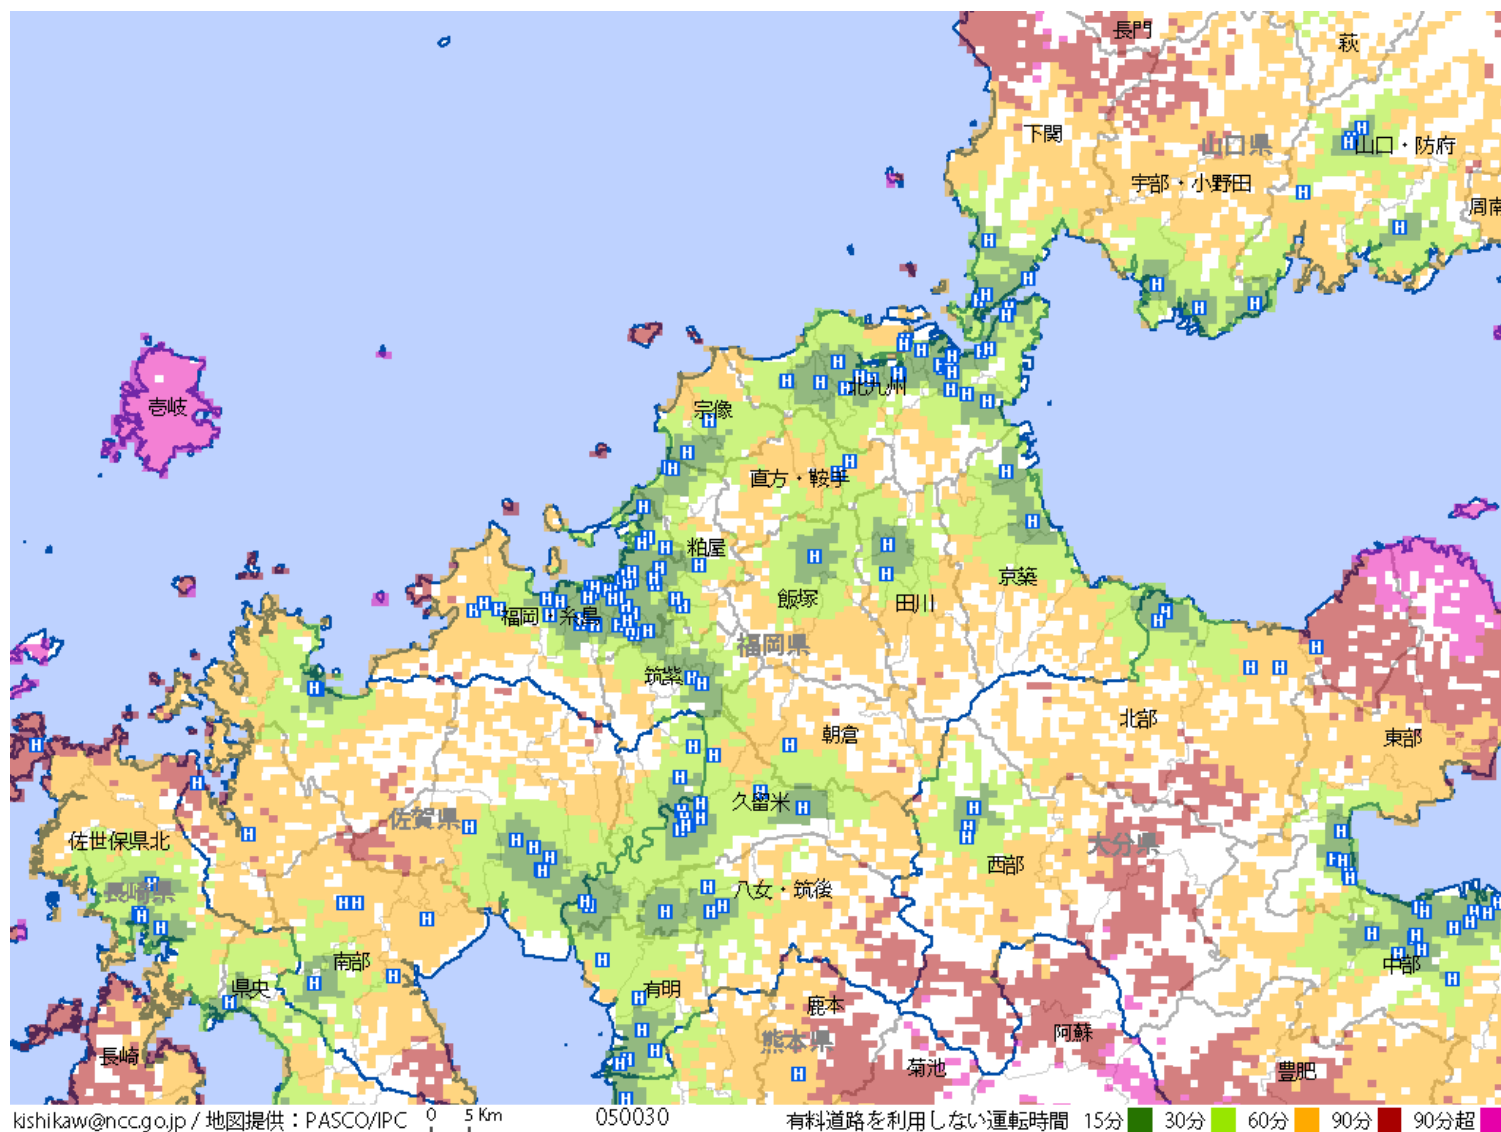 長門
萩
下関
山口県
山口・防府
宇部・小野田
周南
壱岐
北九州
宗像
直方・鞍手
粕屋
京築
飯塚
田川
福岡・糸島
福岡県
筑紫
北部
朝倉
東部
久留米
佐賀県
佐世保県北
大分県
西部
長崎県
八女・筑後
南部
中部
県央
有明
鹿本
阿蘇
熊本県
長崎
菊池
豊肥
kishikaw@ncc.go.jp / 地図提供：PASCO/IPC 0 5 Km 050030 有料道路を利用しない運転時間 15分 30分 60分 90分 90分超